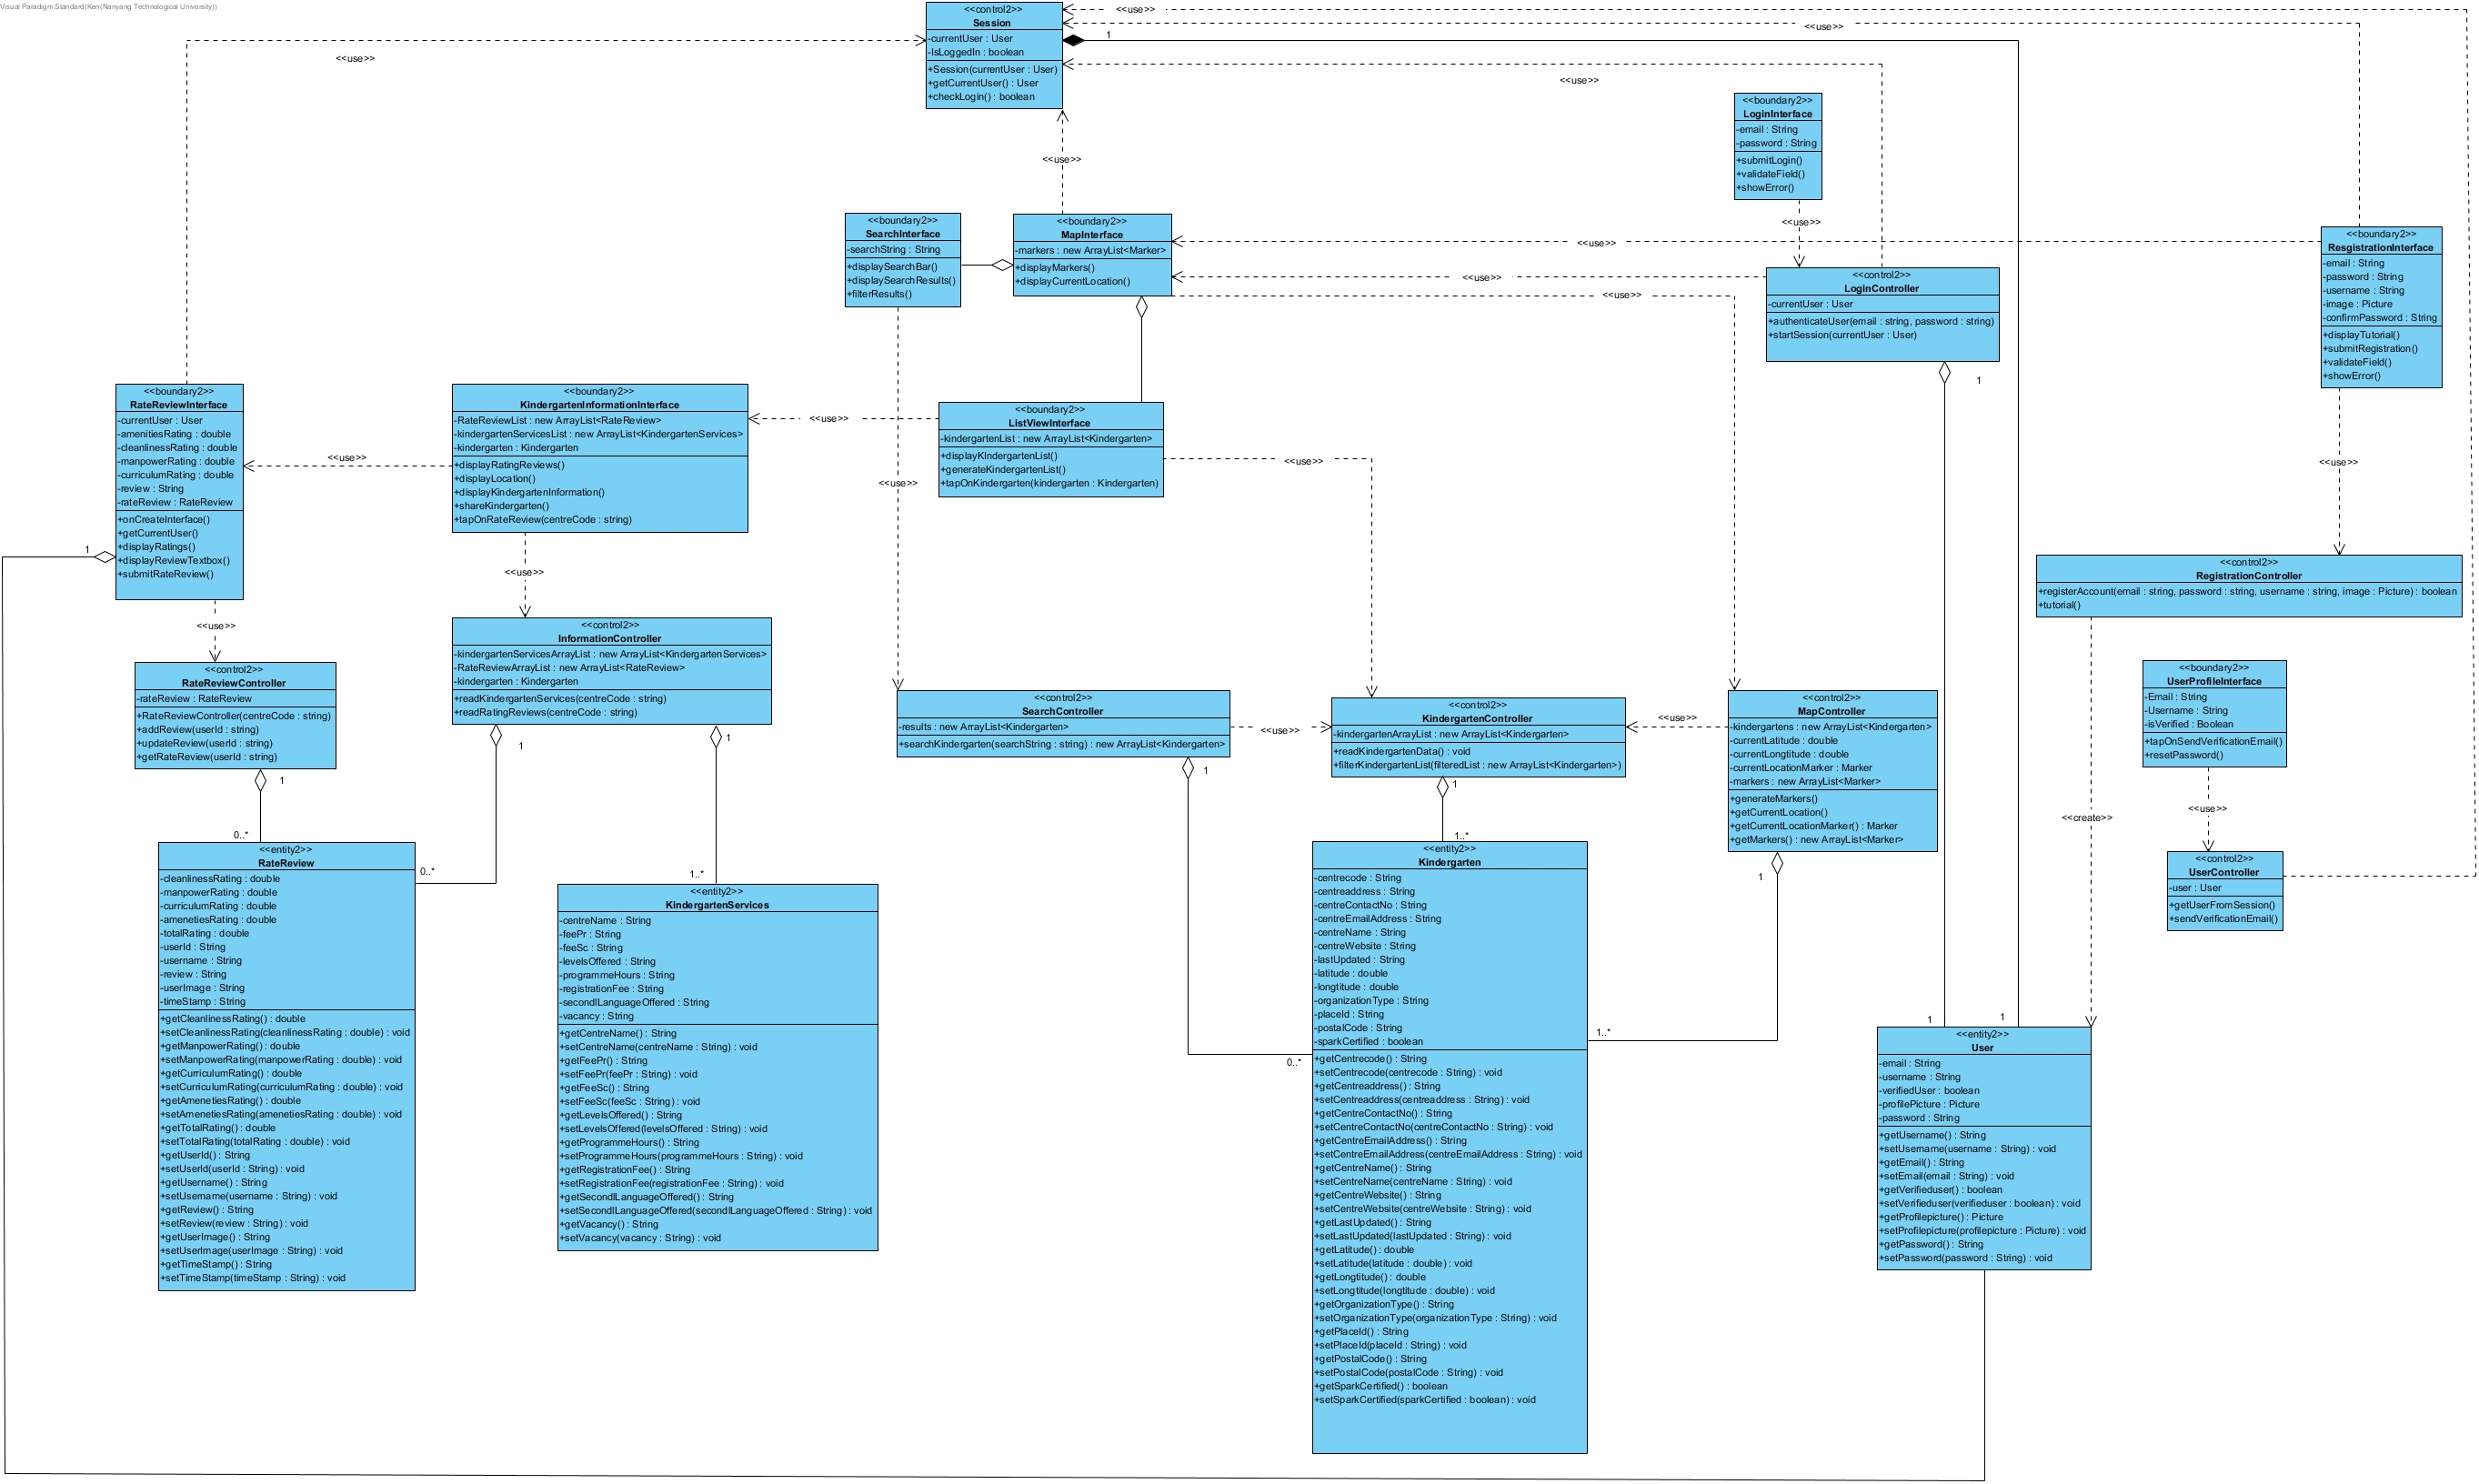 Visual Paradigm Standard(Ken(Nanyang Technological University))
<<control2>>
Session
-currentUser : User
-IsLoggedIn : boolean
+Session(currentUser : User)
+getCurrentUser() : User
+checkLogin() : boolean
<<use>>
<<use>>
1
<<use>>
<<use>>
<<use>>
<<boundary2>>
LoginInterface
-email : String
-password : String
+submitLogin()
+validateField()
+showError()
<<use>>
<<boundary2>>
SearchInterface
-searchString : String
+displaySearchBar()
+displaySearchResults()
+filterResults()
<<boundary2>>
MapInterface
-markers : new ArrayList<Marker>
+displayMarkers()
+displayCurrentLocation()
<<use>>
<<use>>
<<use>>
<<control2>>
LoginController
-currentUser : User
+authenticateUser(email : string, password : string)
+startSession(currentUser : User)
1
<<boundary2>>
ResgistrationInterface
-email : String
-password : String
-username : String
-image : Picture
-confirmPassword : String
+displayTutorial()
+submitRegistration()
+validateField()
+showError()
<<use>>
<<boundary2>>
RateReviewInterface
-currentUser : User
-amenitiesRating : double
-cleanlinessRating : double
-manpowerRating : double
-curriculumRating : double
-review : String
-rateReview : RateReview
+onCreateInterface()
+getCurrentUser()
+displayRatings()
+displayReviewTextbox()
+submitRateReview()
1
<<use>>
<<use>>
<<boundary2>>
KindergartenInformationInterface
-RateReviewList : new ArrayList<RateReview>
-kindergartenServicesList : new ArrayList<KindergartenServices>
-kindergarten : Kindergarten
+displayRatingReviews()
+displayLocation()
+displayKindergartenInformation()
+shareKindergarten()
+tapOnRateReview(centreCode : string)
<<use>>
<<use>>
<<use>>
<<boundary2>>
ListViewInterface
-kindergartenList : new ArrayList<Kindergarten>
+displayKIndergartenList()
+generateKindergartenList()
+tapOnKindergarten(kindergarten : Kindergarten)
<<use>>
<<control2>>
RegistrationController
+registerAccount(email : string, password : string, username : string, image : Picture) : boolean
+tutorial()
<<control2>>
RateReviewController
-rateReview : RateReview
+RateReviewController(centreCode : string)
+addReview(userId : string)
+updateReview(userId : string)
+getRateReview(userId : string)
1
0..*
<<control2>>
InformationController
-kindergartenServicesArrayList : new ArrayList<KindergartenServices>
-RateReviewArrayList : new ArrayList<RateReview>
-kindergarten : Kindergarten
+readKindergartenServices(centreCode : string)
+readRatingReviews(centreCode : string)
1
1
0..*
1..*
<<control2>>
SearchController
-results : new ArrayList<Kindergarten>
+searchKindergarten(searchString : string) : new ArrayList<Kindergarten>
1
0..*
<<use>>
<<control2>>
KindergartenController
-kindergartenArrayList : new ArrayList<Kindergarten>
+readKindergartenData() : void
+filterKindergartenList(filteredList : new ArrayList<Kindergarten>)
1
1..*
<<use>>
<<control2>>
MapController
-kindergartens : new ArrayList<Kindergarten>
-currentLatitude : double
-currentLongtitude : double
-currentLocationMarker : Marker
-markers : new ArrayList<Marker>
+generateMarkers()
+getCurrentLocation()
+getCurrentLocationMarker() : Marker
+getMarkers() : new ArrayList<Marker>
1
1..*
<<create>>
<<boundary2>>
UserProfileInterface
-Email : String
-Username : String
-isVerified : Boolean
+tapOnSendVerificationEmail()
+resetPassword()
<<use>>
<<control2>>
UserController
-user : User
+getUserFromSession()
+sendVerificationEmail()
<<entity2>>
RateReview
-cleanlinessRating : double
-manpowerRating : double
-curriculumRating : double
-amenetiesRating : double
-totalRating : double
-userId : String
-username : String
-review : String
-userImage : String
-timeStamp : String
+getCleanlinessRating() : double
+setCleanlinessRating(cleanlinessRating : double) : void
+getManpowerRating() : double
+setManpowerRating(manpowerRating : double) : void
+getCurriculumRating() : double
+setCurriculumRating(curriculumRating : double) : void
+getAmenetiesRating() : double
+setAmenetiesRating(amenetiesRating : double) : void
+getTotalRating() : double
+setTotalRating(totalRating : double) : void
+getUserId() : String
+setUserId(userId : String) : void
+getUsername() : String
+setUsername(username : String) : void
+getReview() : String
+setReview(review : String) : void
+getUserImage() : String
+setUserImage(userImage : String) : void
+getTimeStamp() : String
+setTimeStamp(timeStamp : String) : void
<<entity2>>
KindergartenServices
-centreName : String
-feePr : String
-feeSc : String
-levelsOffered : String
-programmeHours : String
-registrationFee : String
-secondlLanguageOffered : String
-vacancy : String
+getCentreName() : String
+setCentreName(centreName : String) : void
+getFeePr() : String
+setFeePr(feePr : String) : void
+getFeeSc() : String
+setFeeSc(feeSc : String) : void
+getLevelsOffered() : String
+setLevelsOffered(levelsOffered : String) : void
+getProgrammeHours() : String
+setProgrammeHours(programmeHours : String) : void
+getRegistrationFee() : String
+setRegistrationFee(registrationFee : String) : void
+getSecondlLanguageOffered() : String
+setSecondlLanguageOffered(secondlLanguageOffered : String) : void
+getVacancy() : String
+setVacancy(vacancy : String) : void
<<entity2>>
Kindergarten
-centrecode : String
-centreaddress : String
-centreContactNo : String
-centreEmailAddress : String
-centreName : String
-centreWebsite : String
-lastUpdated : String
-latitude : double
-longtitude : double
-organizationType : String
-placeId : String
-postalCode : String
-sparkCertified : boolean
+getCentrecode() : String
+setCentrecode(centrecode : String) : void
+getCentreaddress() : String
+setCentreaddress(centreaddress : String) : void
+getCentreContactNo() : String
+setCentreContactNo(centreContactNo : String) : void
+getCentreEmailAddress() : String
+setCentreEmailAddress(centreEmailAddress : String) : void
+getCentreName() : String
+setCentreName(centreName : String) : void
+getCentreWebsite() : String
+setCentreWebsite(centreWebsite : String) : void
+getLastUpdated() : String
+setLastUpdated(lastUpdated : String) : void
+getLatitude() : double
+setLatitude(latitude : double) : void
+getLongtitude() : double
+setLongtitude(longtitude : double) : void
+getOrganizationType() : String
+setOrganizationType(organizationType : String) : void
+getPlaceId() : String
+setPlaceId(placeId : String) : void
+getPostalCode() : String
+setPostalCode(postalCode : String) : void
+getSparkCertified() : boolean
+setSparkCertified(sparkCertified : boolean) : void
1
1
<<entity2>>
User
-email : String
-username : String
-verifiedUser : boolean
-profilePicture : Picture
-password : String
+getUsername() : String
+setUsername(username : String) : void
+getEmail() : String
+setEmail(email : String) : void
+getVerifieduser() : boolean
+setVerifieduser(verifieduser : boolean) : void
+getProfilepicture() : Picture
+setProfilepicture(profilepicture : Picture) : void
+getPassword() : String
+setPassword(password : String) : void